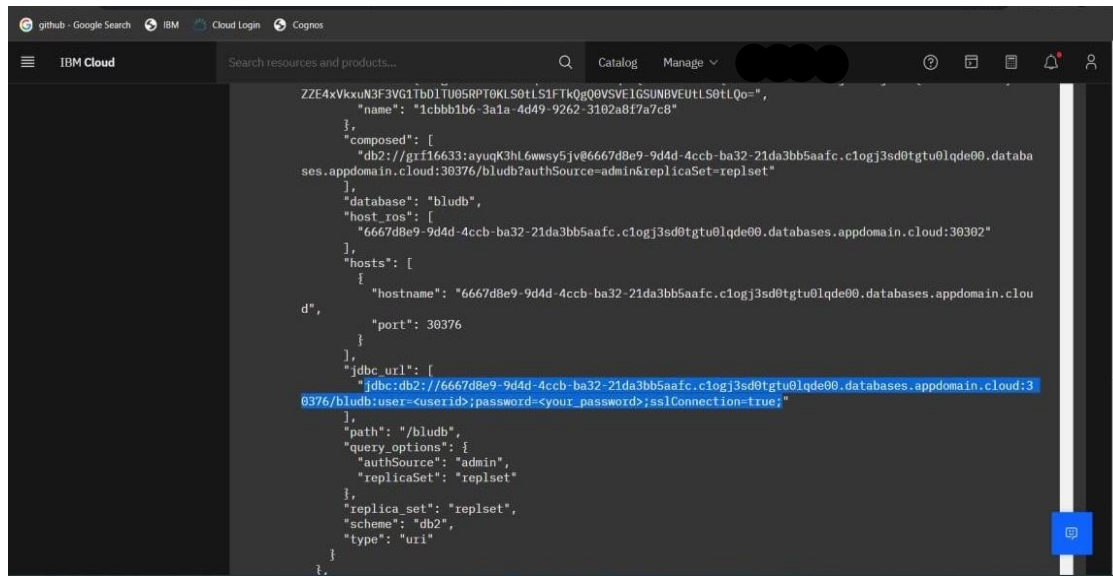 github - Google Search IBM Cloud Login Cognos
IBM Cloud Search resources and products... Catalog Manage
"name": "1cbbb1b6-3a1a-4d49-9262-3102a8f7a7c8"
},
"composed": [
"db2://grf16633:ayuqK3hL6wwsy5jv@6667d8e9-9d4d-4ccb-ba32-21da3bb5aafc.c1ogj3sd0tgtu0lqde00.databa
ses.appdomain.cloud:30376/bludb?authSource=admin&replicaSet=replset"
],
"database": "bludb",
"host_ros": [
"6667d8e9-9d4d-4ccb-ba32-21da3bb5aafc.c1ogj3sd0tgtu0lqde00.databases.appdomain.cloud:30302"
],
"hosts": [
{
"hostname": "6667d8e9-9d4d-4ccb-ba32-21da3bb5aafc.c1ogj3sd0tgtu0lqde00.databases.appdomain.clou
d",
"port": 30376
}
],
"jdbc_url": [
"jdbc:db2://6667d8e9-9d4d-4ccb-ba32-21da3bb5aafc.c1ogj3sd0tgtu0lqde00.databases.appdomain.cloud:3
0376/bludb:user=<userid>;password=<your_password>;sslConnection=true;"
],
"path": "/bludb",
"query_options": {
"authSource": "admin",
"replicaSet": "replset"
},
"replica_set": "replset",
"scheme": "db2",
"type": "uri"
}
},